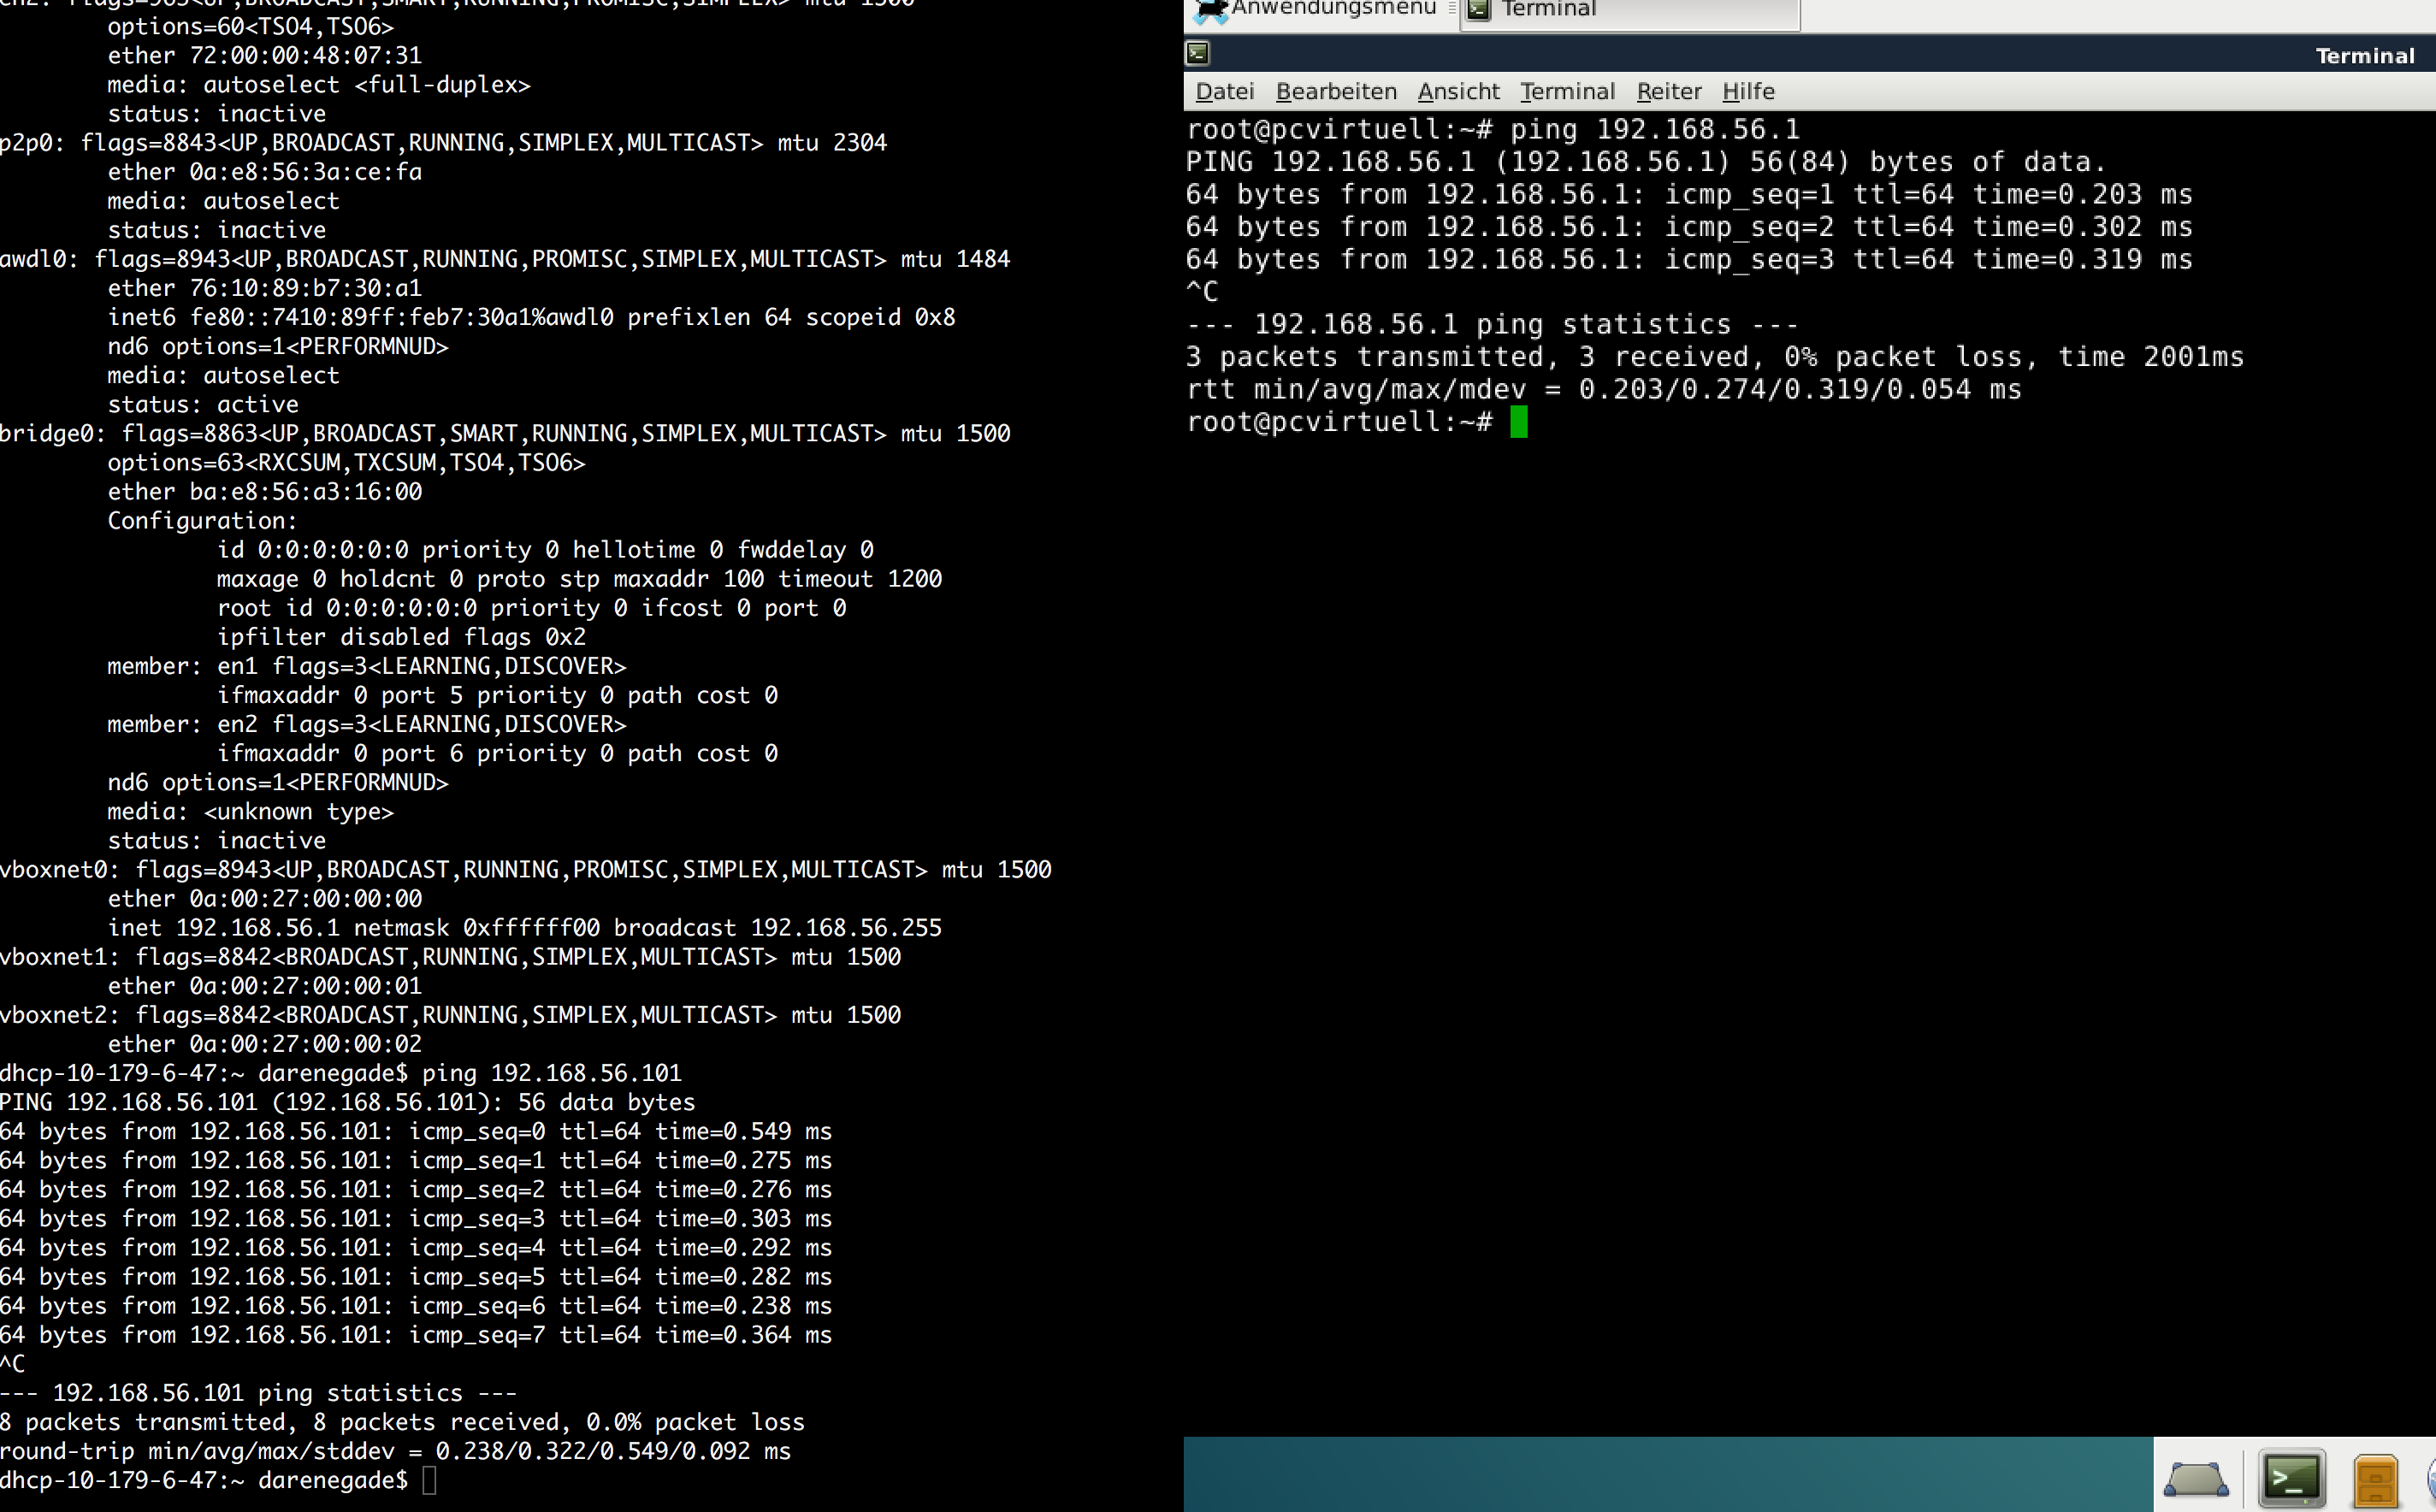 en2: flags=963<UP,BROADCAST,SMART,RUNNING,PROMISC,SIMPLEX> mtu 1500
options=60<TSO4,TSO6>
ether 72:00:00:48:07:31
media: autoselect <full-duplex>
status: inactive
p2p0: flags=8843<UP,BROADCAST,RUNNING,SIMPLEX,MULTICAST> mtu 2304
ether 0a:e8:56:3a:ce:fa
media: autoselect
status: inactive
awdl0: flags=8943<UP,BROADCAST,RUNNING,PROMISC,SIMPLEX,MULTICAST> mtu 1484
ether 76:10:89:b7:30:a1
inet6 fe80::7410:89ff:feb7:30a1%awdl0 prefixlen 64 scopeid 0x8
nd6 options=1<PERFORMNUD>
media: autoselect
status: active
bridge0: flags=8863<UP,BROADCAST,SMART,RUNNING,SIMPLEX,MULTICAST> mtu 1500
options=63<RXCSUM,TXCSUM,TSO4,TSO6>
ether ba:e8:56:a3:16:00
Configuration:
id 0:0:0:0:0:0 priority 0 hellotime 0 fwddelay 0
maxage 0 holdcnt 0 proto stp maxaddr 100 timeout 1200
root id 0:0:0:0:0:0 priority 0 ifcost 0 port 0
ipfilter disabled flags 0x2
member: en1 flags=3<LEARNING,DISCOVER>
ifmaxaddr 0 port 5 priority 0 path cost 0
member: en2 flags=3<LEARNING,DISCOVER>
ifmaxaddr 0 port 6 priority 0 path cost 0
nd6 options=1<PERFORMNUD>
media: <unknown type>
status: inactive
vboxnet0: flags=8943<UP,BROADCAST,RUNNING,PROMISC,SIMPLEX,MULTICAST> mtu 1500
ether 0a:00:27:00:00:00
inet 192.168.56.1 netmask 0xffffff00 broadcast 192.168.56.255
vboxnet1: flags=8842<BROADCAST,RUNNING,SIMPLEX,MULTICAST> mtu 1500
ether 0a:00:27:00:00:01
vboxnet2: flags=8842<BROADCAST,RUNNING,SIMPLEX,MULTICAST> mtu 1500
ether 0a:00:27:00:00:02
dhcp-10-179-6-47:~ darenegade$ ping 192.168.56.101
PING 192.168.56.101 (192.168.56.101): 56 data bytes
64 bytes from 192.168.56.101: icmp_seq=0 ttl=64 time=0.549 ms
64 bytes from 192.168.56.101: icmp_seq=1 ttl=64 time=0.275 ms
64 bytes from 192.168.56.101: icmp_seq=2 ttl=64 time=0.276 ms
64 bytes from 192.168.56.101: icmp_seq=3 ttl=64 time=0.303 ms
64 bytes from 192.168.56.101: icmp_seq=4 ttl=64 time=0.292 ms
64 bytes from 192.168.56.101: icmp_seq=5 ttl=64 time=0.282 ms
64 bytes from 192.168.56.101: icmp_seq=6 ttl=64 time=0.238 ms
64 bytes from 192.168.56.101: icmp_seq=7 ttl=64 time=0.364 ms
^C
--- 192.168.56.101 ping statistics ---
8 packets transmitted, 8 packets received, 0.0% packet loss
round-trip min/avg/max/stddev = 0.238/0.322/0.549/0.092 ms
dhcp-10-179-6-47:~ darenegade$
Anwendungsmenü Terminal
Terminal
Datei Bearbeiten Ansicht Terminal Reiter Hilfe
root@pcvirtuell:~# ping 192.168.56.1
PING 192.168.56.1 (192.168.56.1) 56(84) bytes of data.
64 bytes from 192.168.56.1: icmp_seq=1 ttl=64 time=0.203 ms
64 bytes from 192.168.56.1: icmp_seq=2 ttl=64 time=0.302 ms
64 bytes from 192.168.56.1: icmp_seq=3 ttl=64 time=0.319 ms
^C
--- 192.168.56.1 ping statistics ---
3 packets transmitted, 3 received, 0% packet loss, time 2001ms
rtt min/avg/max/mdev = 0.203/0.274/0.319/0.054 ms
root@pcvirtuell:~#